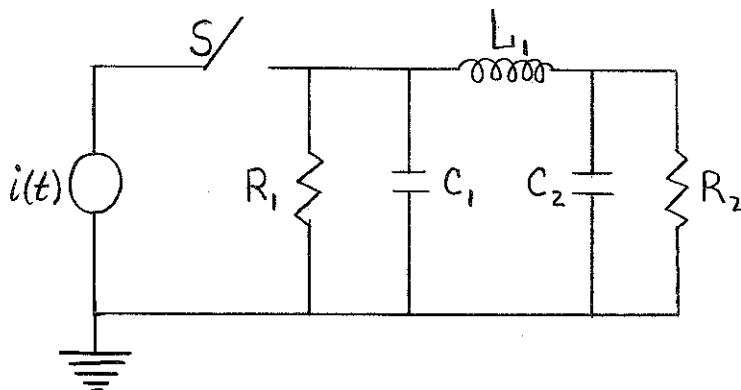 S
L₁
i(t)
R₁
C₁
C₂
R₂